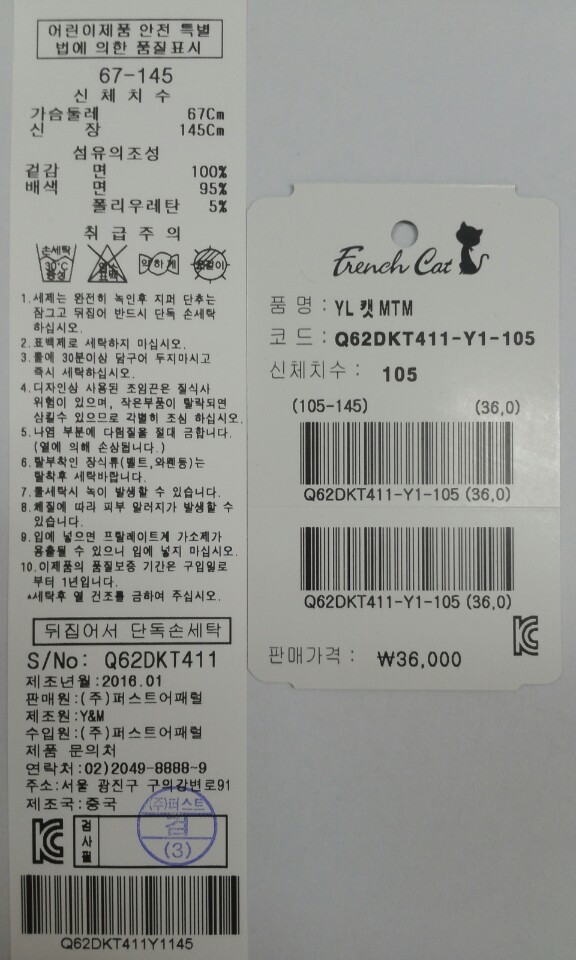 어린이제품 안전 특별
법에 의한 품질표시
67-145
신 체 치 수
가슴둘레 67Cm
신 장 145Cm
섬유의조성
겉감 면 100%
배색 면 95%
폴리우레탄 5%
취 급 주 의
손세탁
30℃
중성
염소
표백
약하게
1.세제는 완전히 녹인후 지퍼 단추는
잠그고 뒤집어 반드시 단독 손세탁
하십시오.
2.표백제로 세탁하지 마십시오.
3.물에 30분이상 담구어 두지마시고
즉시 세탁하십시오.
4.디자인상 사용된 조임끈은 질식사
위험이 있으며, 작은부품이 탈락되면
삼킬수 있으므로 각별히 조심 하십시오.
5.나염 부분에 다림질을 절대 금합니다.
(열에 의해 손상됩니다.)
6.탈부착인 장식류(벨트,와펜등)는
탈착후 세탁바랍니다.
7.물세탁시 녹이 발생할 수 있습니다.
8.체질에 따라 피부 알러지가 발생할 수
있습니다.
9.입에 넣으면 프탈레이트계 가소제가
용출될 수 있으니 입에 넣지 마십시오.
10.이제품의 품질보증 기간은 구입일로
부터 1년입니다.
*세탁후 열 건조를 금하여 주십시오.
뒤집어서 단독손세탁
S/No: Q62DKT411
제조년월:2016.01
판매원:(주)퍼스트어패럴
제조원:Y&M
수입원:(주)퍼스트어패럴
제품 문의처
연락처:02)2049-8888~9
주소:서울 광진구 구의강변로91
제조국:중국
검사필
(주)퍼스트
검
(3)
Q62DKT411Y1145
French Cat
품 명 : YL 캣 MTM
코 드 : Q62DKT411-Y1-105
신체치수 : 105
(105-145) (36,0)
Q62DKT411-Y1-105 (36,0)
Q62DKT411-Y1-105 (36,0)
판매가격 : ₩36,000